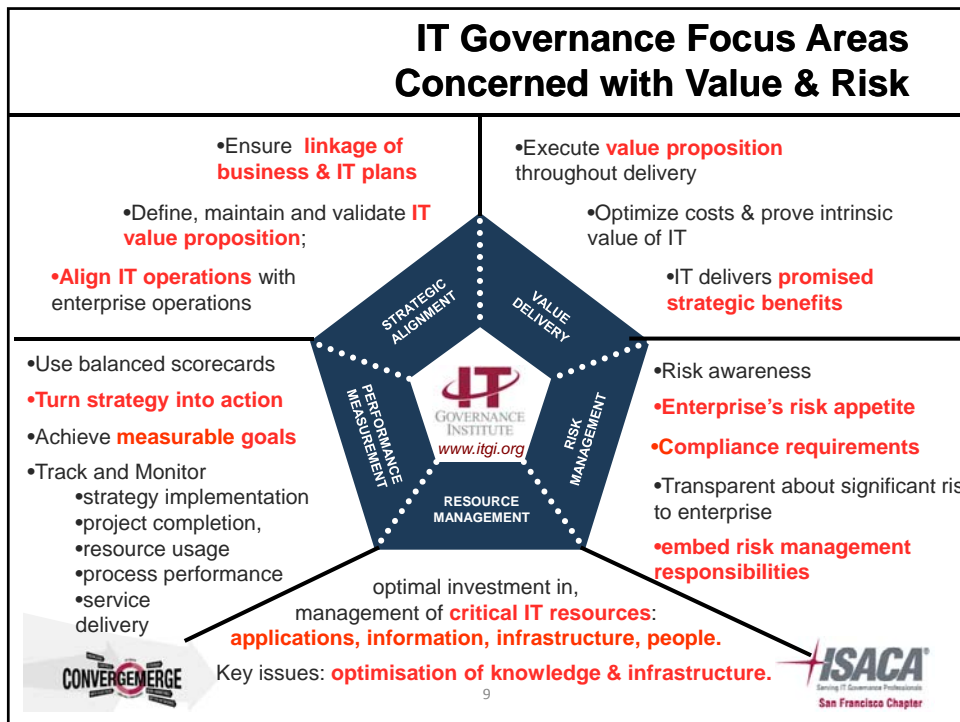 IT Governance Focus Areas
Concerned with Value & Risk
•Ensure linkage of
business & IT plans
•Define, maintain and validate IT
value proposition;
•Align IT operations with
enterprise operations
•Execute value proposition
throughout delivery
•Optimize costs & prove intrinsic
value of IT
•IT delivers promised
strategic benefits
STRATEGIC
ALIGNMENT
VALUE
DELIVERY
•Use balanced scorecards
•Turn strategy into action
•Achieve measurable goals
•Track and Monitor
•strategy implementation
•project completion,
•resource usage
•process performance
•service
delivery
PERFORMANCE
MEASUREMENT
IT
GOVERNANCE
INSTITUTE
www.itgi.org
RISK
MANAGEMENT
RESOURCE
MANAGEMENT
•Risk awareness
•Enterprise's risk appetite
•Compliance requirements
•Transparent about significant ris
to enterprise
•embed risk management
responsibilities
optimal investment in,
management of critical IT resources:
applications, information, infrastructure, people.
Key issues: optimisation of knowledge & infrastructure.
CONVERGEMERGE
9
ISACA®
Serving IT Governance Professionals
San Francisco Chapter